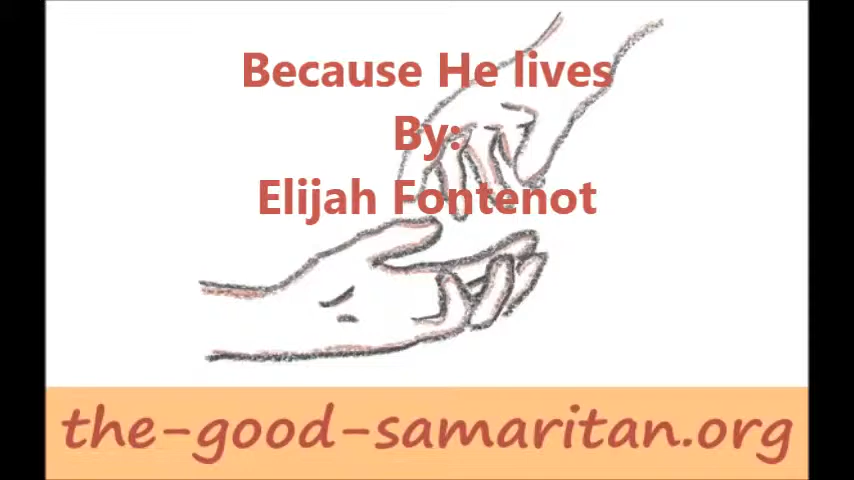 Because He lives
By:
Elijah Fontenot
the-good-samaritan.org